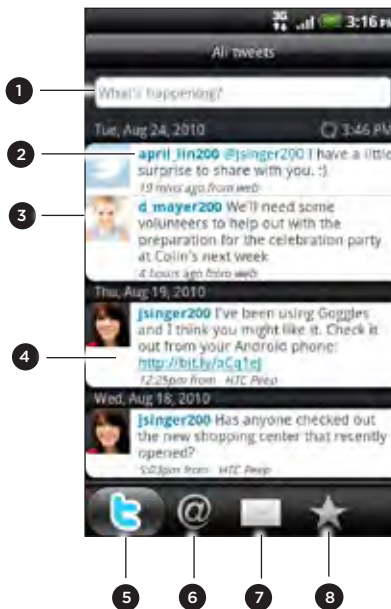 3G 3:16 PM
All tweets
1
What's happening?
Tue, Aug 24, 2010 3:46 PM
2
april_lin200 @jsinger200 I have a little
surprise to share with you. :)
19 mins ago from web
3
d_mayer200 We'll need some
volunteers to help out with the
preparation for the celebration party
at Colin's next week
4 hours ago from web
Thu, Aug 19, 2010
jsinger200 I've been using Goggles
and I think you might like it. Check it
4
out from your Android phone:
http://bit.ly/aCq1eJ
12:25pm from HTC Peep
Wed, Aug 18, 2010
jsinger200 Has anyone checked out
the new shopping center that recently
opened?
5:03pm from HTC Peep
t @
5 6 7 8